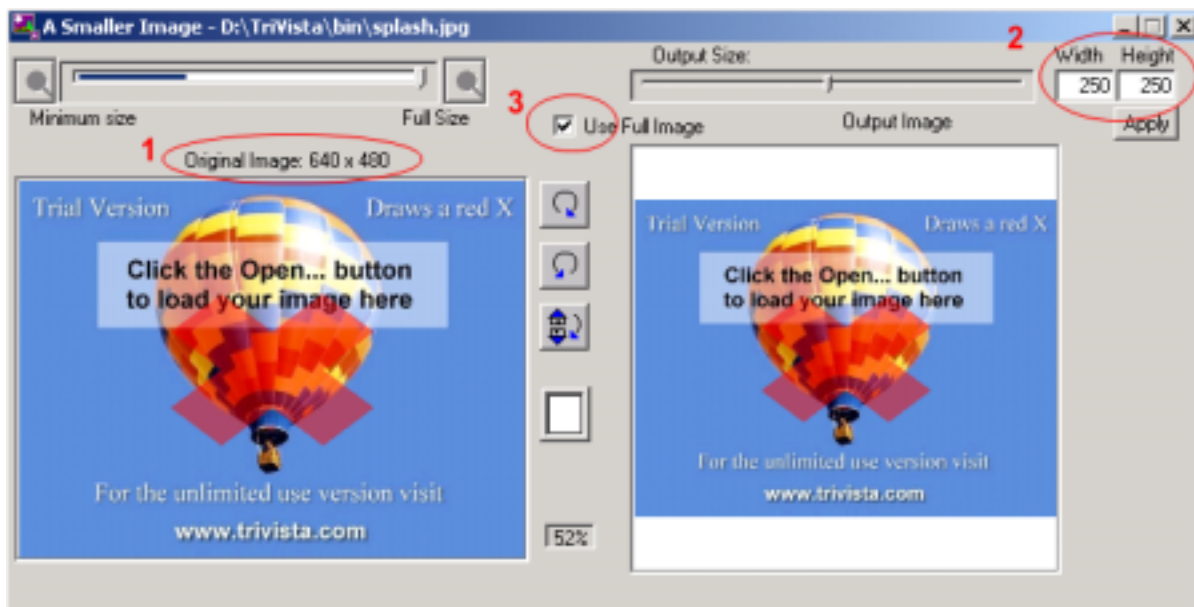 A Smaller Image - D:\TriVista\bin\splash.jpg
Minimum size
Full Size
Output Size:
2
Width Height
250 250
Apply
3
Use Full Image
Output Image
1
Original Image: 640 x 480
Trial Version Draws a red X
Click the Open... button
to load your image here
For the unlimited use version visit
www.trivista.com
52%
Trial Version Draws a red X
Click the Open... button
to load your image here
For the unlimited use version visit
www.trivista.com